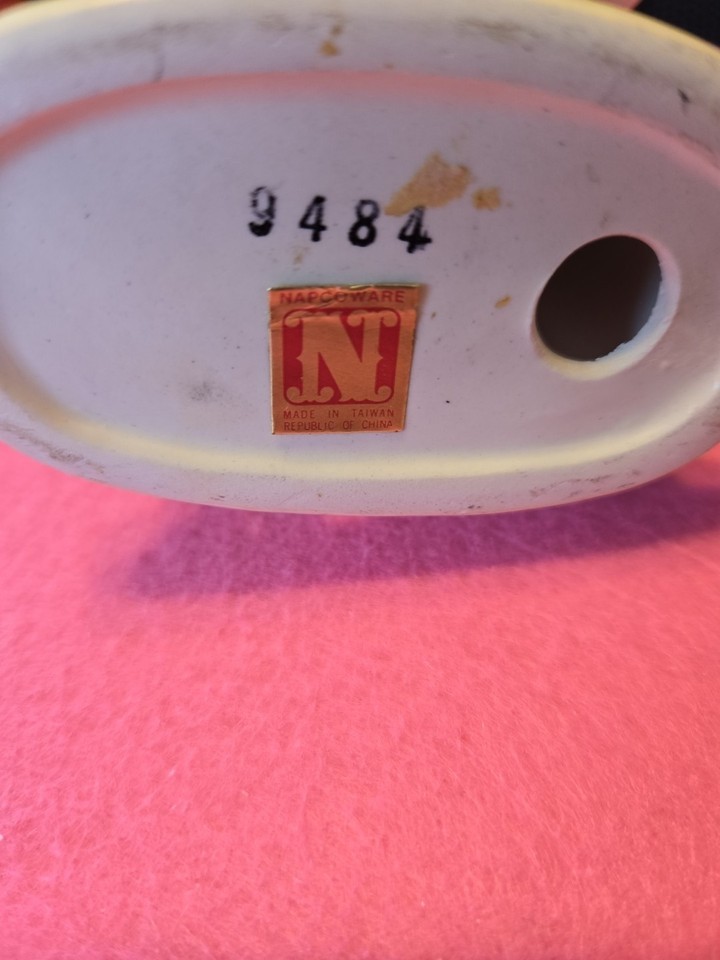 9484
NAPCOWARE
N
MADE IN TAIWAN
REPUBLIC OF CHINA